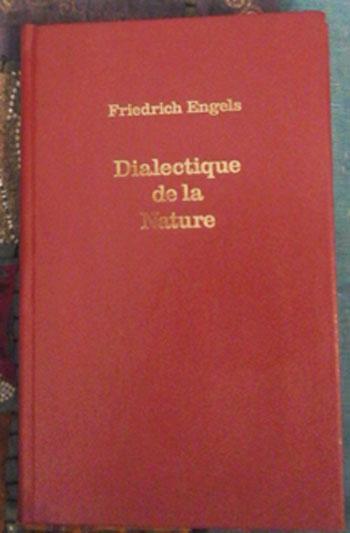 Friedrich Engels
Dialectique
de la
Nature